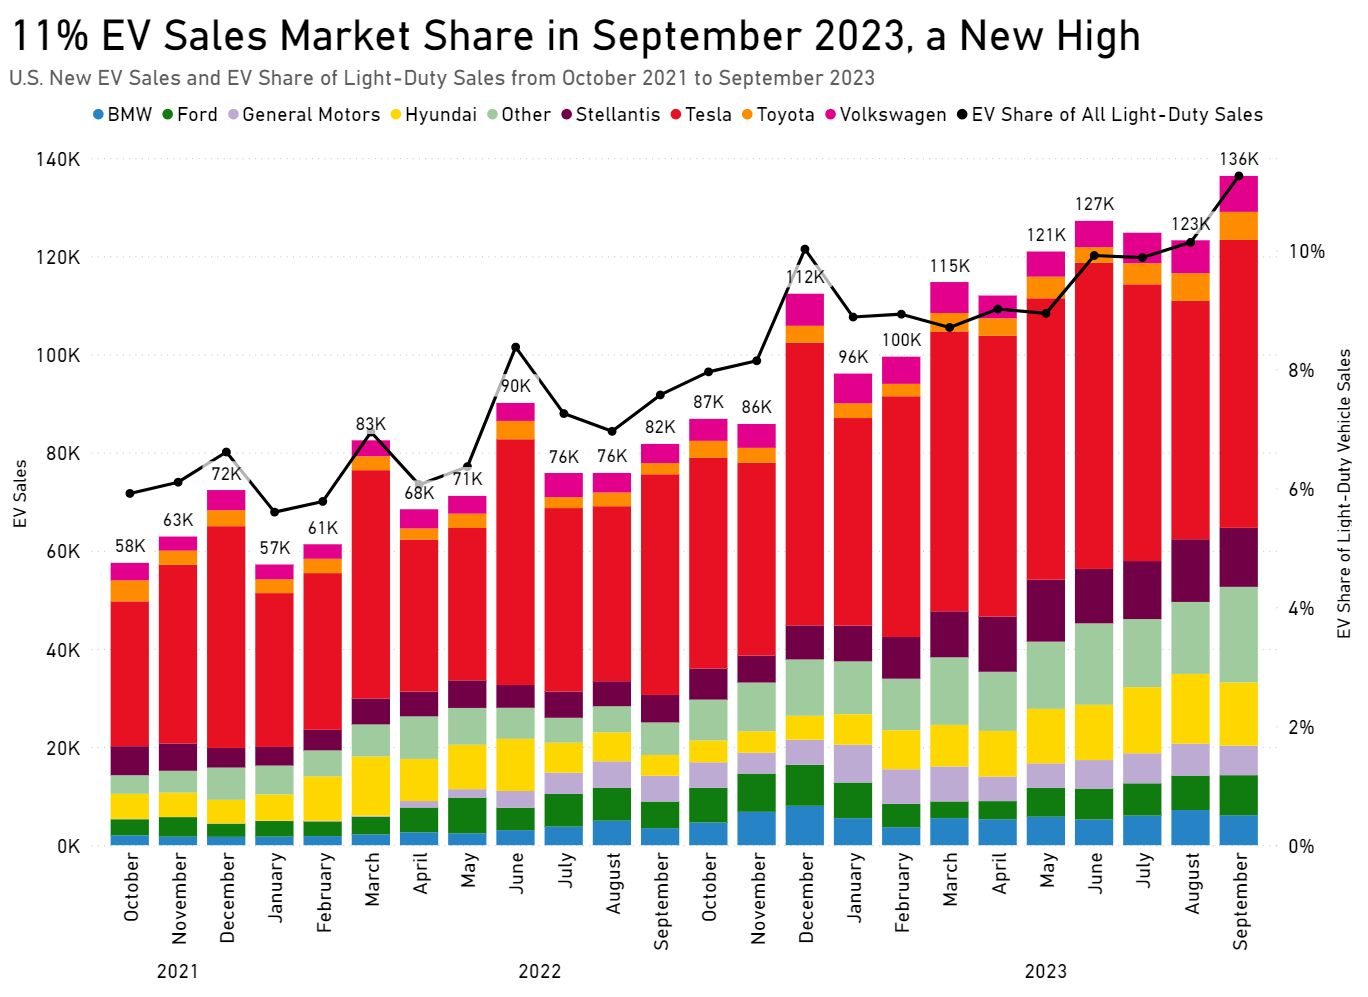 11% EV Sales Market Share in September 2023, a New High
U.S. New EV Sales and EV Share of Light-Duty Sales from October 2021 to September 2023
BMW Ford General Motors Hyundai Other Stellantis Tesla Toyota Volkswagen EV Share of All Light-Duty Sales
140K
120K
100K
80K
60K
40K
20K
0K
EV Sales
58K
63K
72K
57K
61K
83K
68K
71K
90K
76K
76K
82K
87K
86K
112K
96K
100K
115K
121K
127K
123K
136K
10%
8%
6%
4%
2%
0%
EV Share of Light-Duty Vehicle Sales
October
November
December
January
February
March
April
May
June
July
August
September
October
November
December
January
February
March
April
May
June
July
August
September
2021
2022
2023